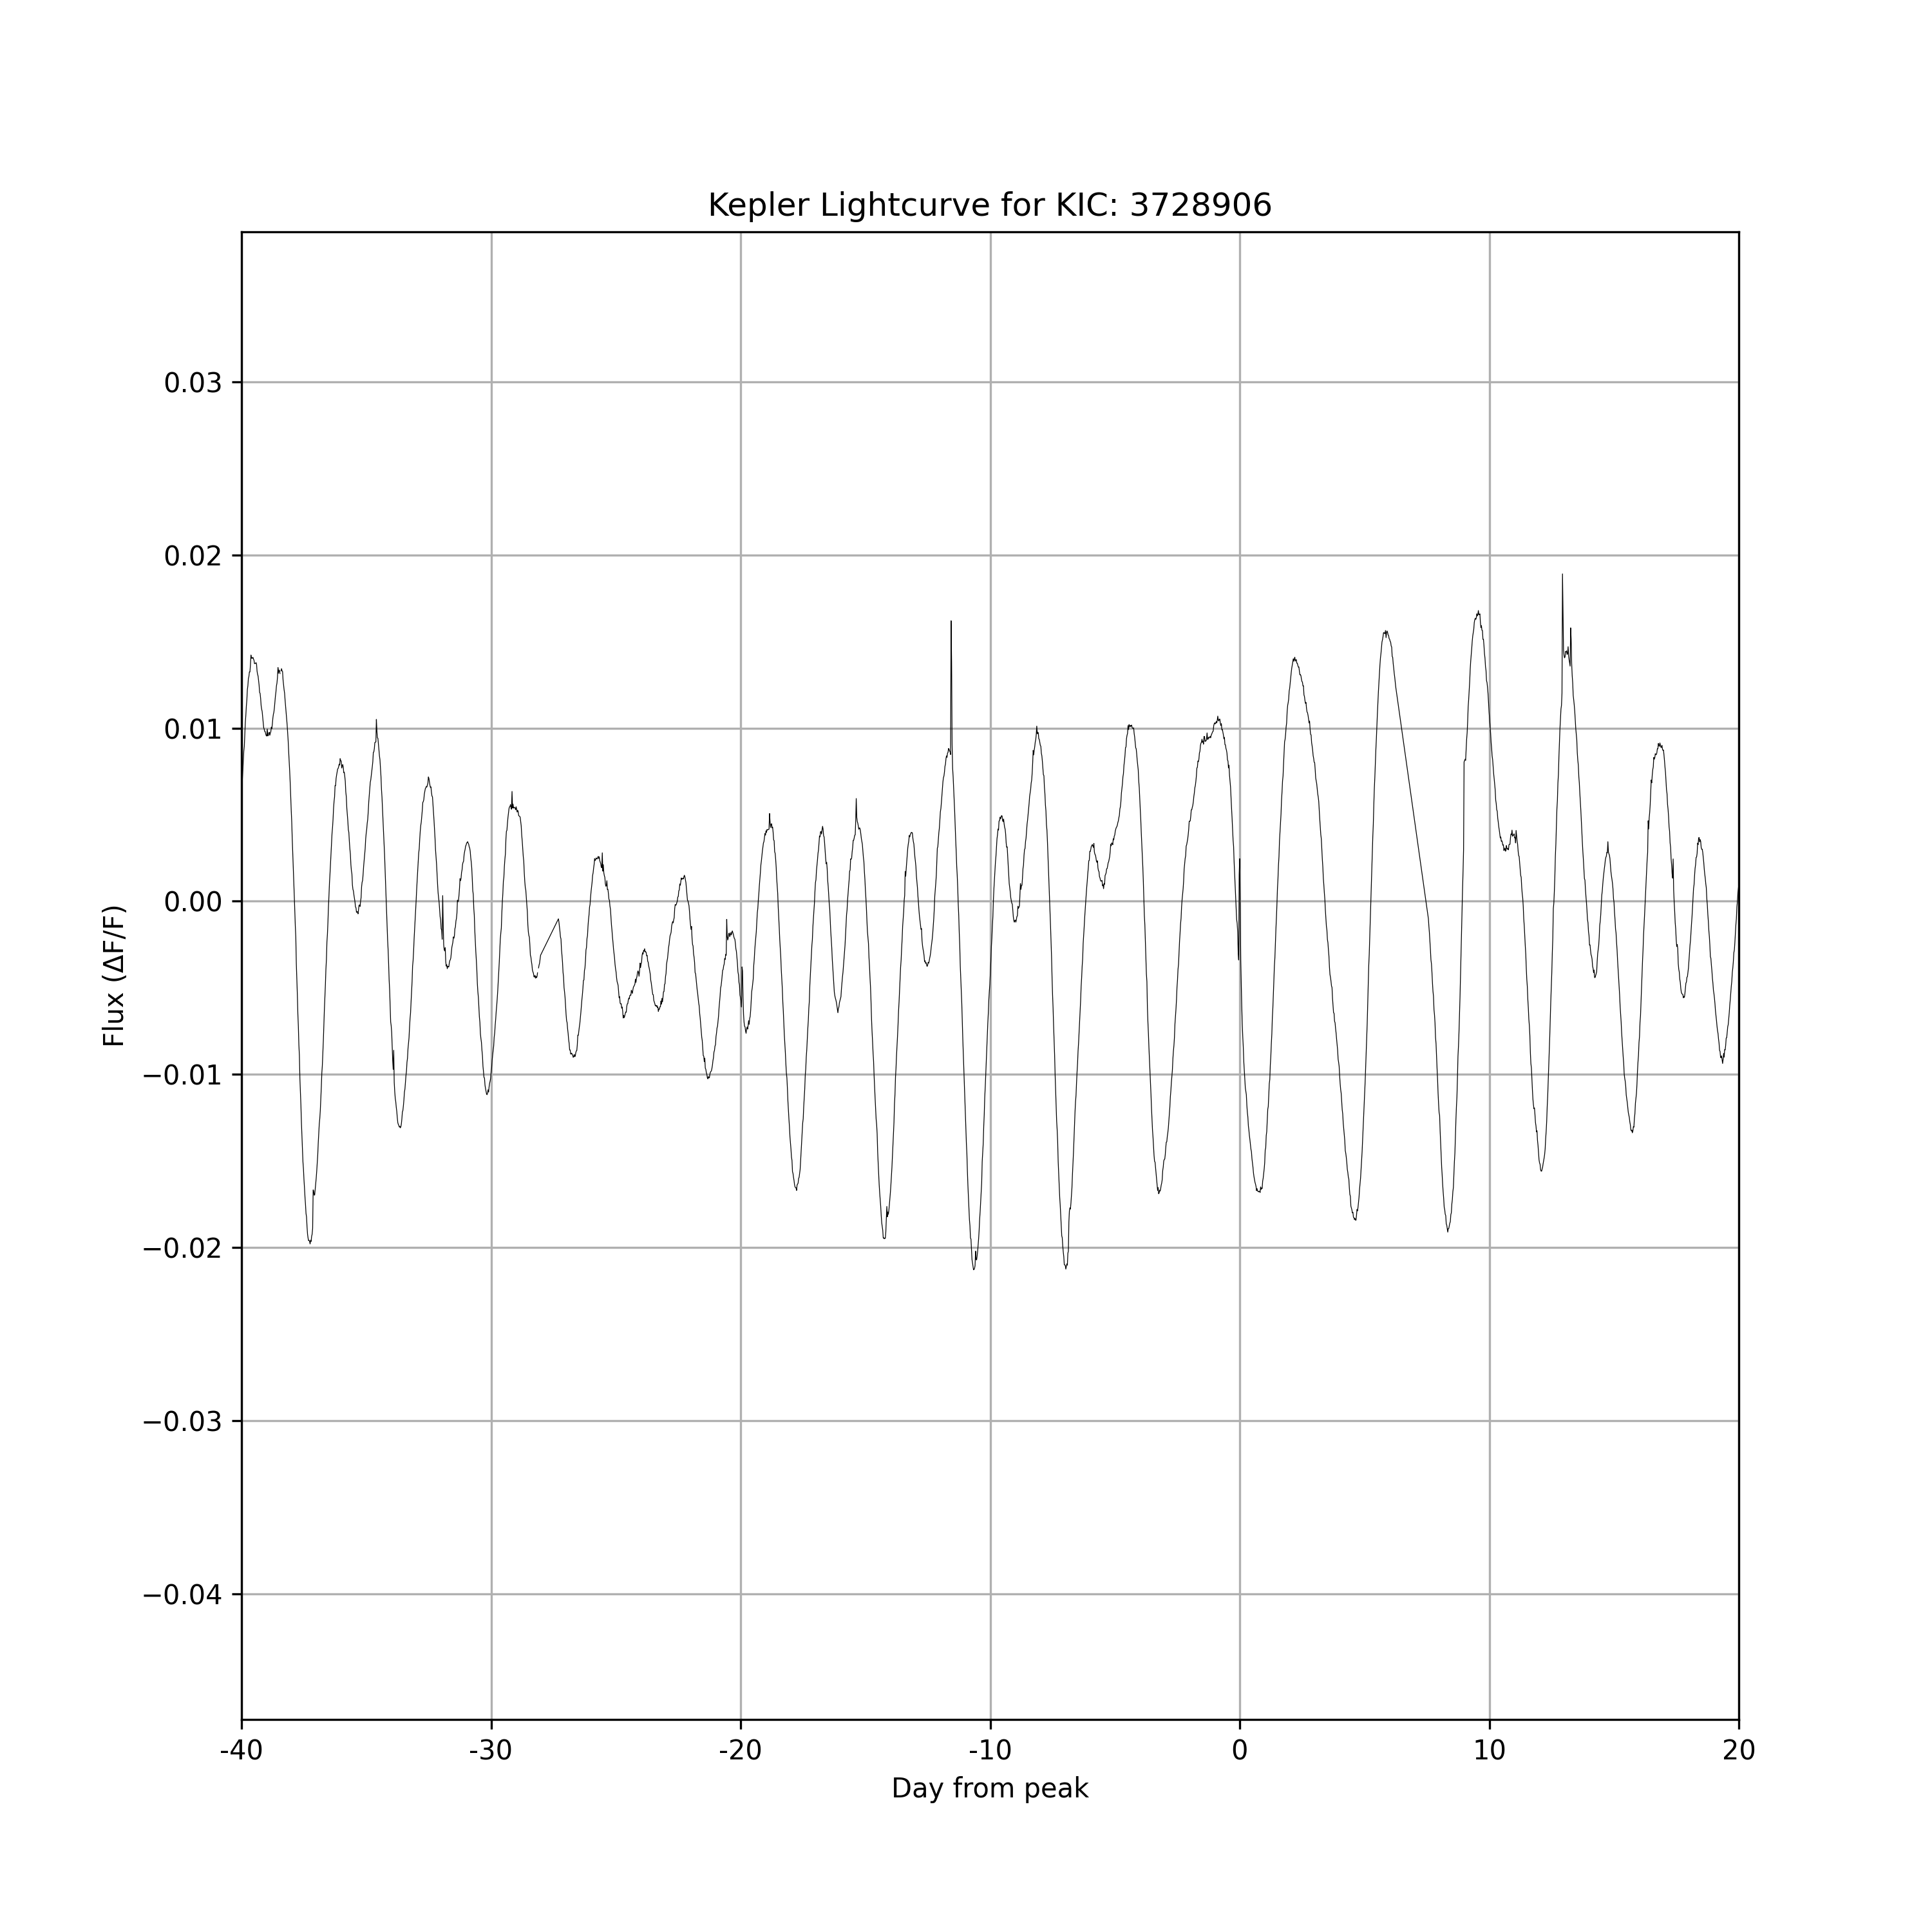 Kepler Lightcurve for KIC: 3728906
0.03
0.02
0.01
0.00
−0.01
−0.02
−0.03
−0.04
Flux (ΔF/F)
-40 -30 -20 -10 0 10 20
Day from peak